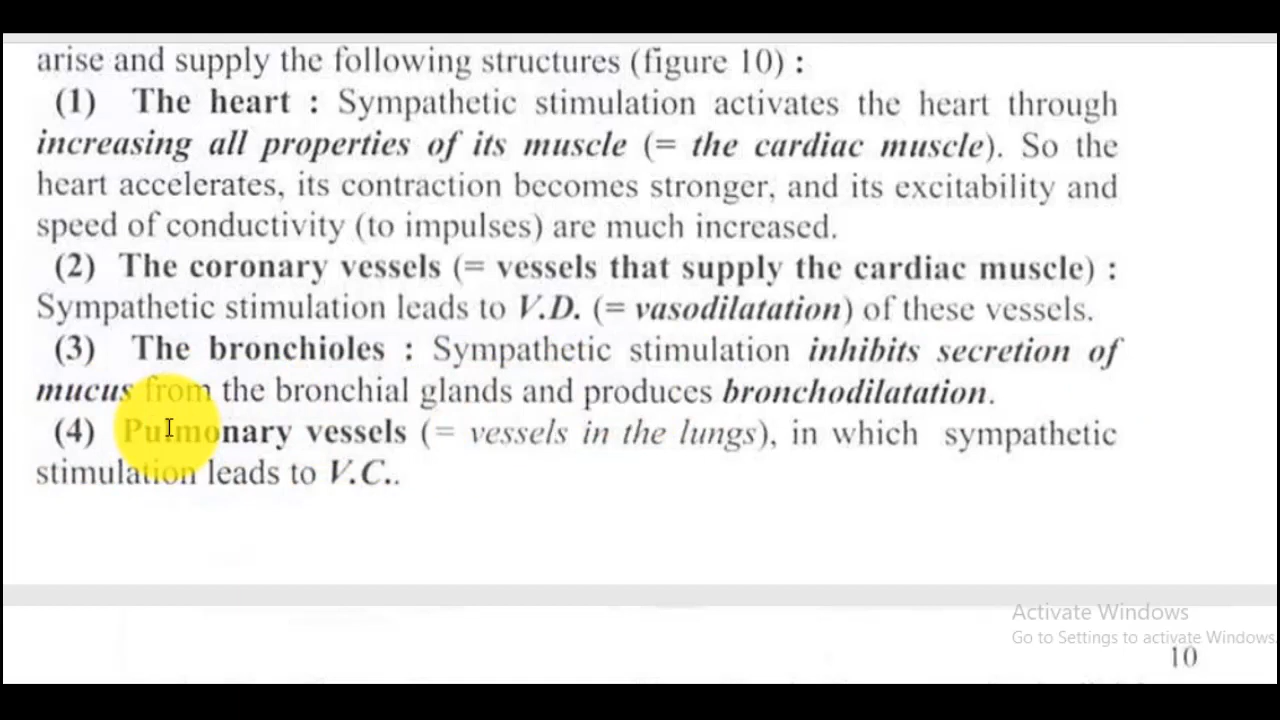 arise and supply the following structures (figure 10) :
(1) The heart : Sympathetic stimulation activates the heart through
increasing all properties of its muscle (= the cardiac muscle). So the
heart accelerates, its contraction becomes stronger, and its excitability and
speed of conductivity (to impulses) are much increased.
(2) The coronary vessels (= vessels that supply the cardiac muscle) :
Sympathetic stimulation leads to V.D. (= vasodilatation) of these vessels.
(3) The bronchioles : Sympathetic stimulation inhibits secretion of
mucus from the bronchial glands and produces bronchodilatation.
(4) Pulmonary vessels (= vessels in the lungs), in which sympathetic
stimulation leads to V.C..
Activate Windows
Go to Settings to activate Windows.
10